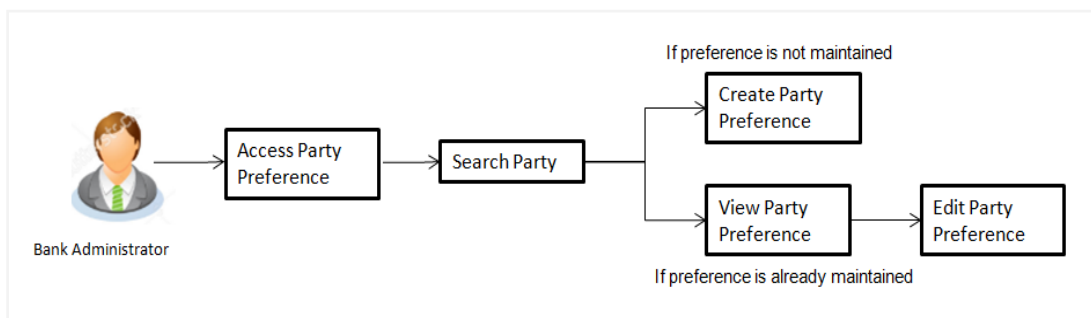 If preference is not maintained
Create Party
Preference
Access Party
Preference
Search Party
View Party
Preference
Edit Party
Preference
Bank Administrator
If preference is already maintained